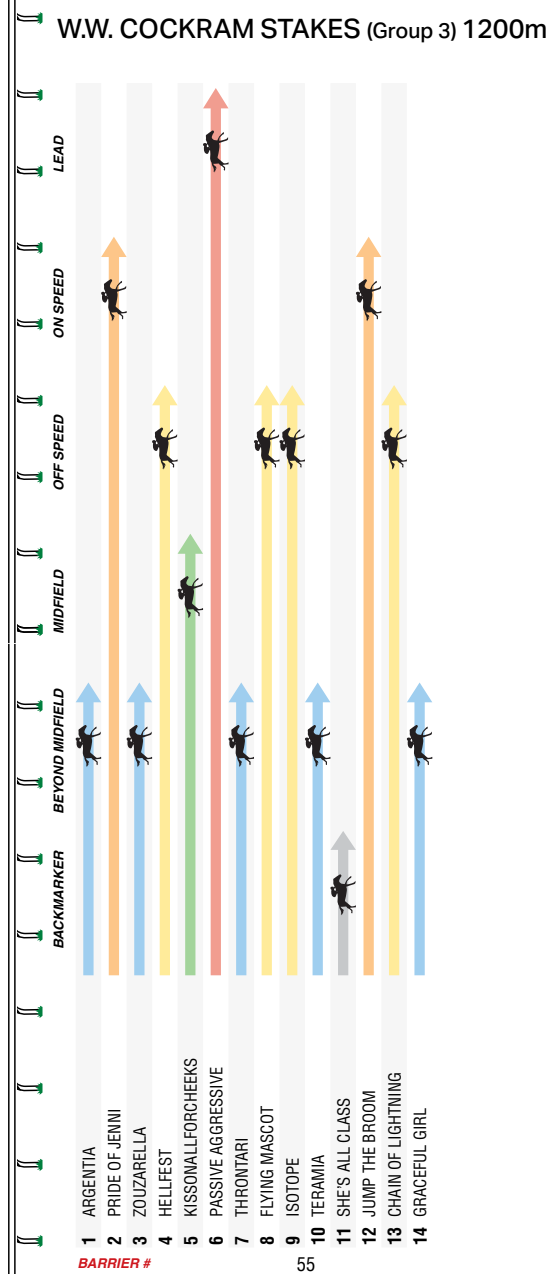 W.W. COCKRAM STAKES (Group 3) 1200m
LEAD
ON SPEED
OFF SPEED
MIDFIELD
BEYOND MIDFIELD
BACKMARKER
1 ARGENTIA
2 PRIDE OF JENNI
3 ZOUZARELLA
4 HELLFEST
5 KISSONALLFORCHEEKS
6 PASSIVE AGGRESSIVE
7 THRONTARI
8 FLYING MASCOT
9 ISOTOPE
10 TERAMIA
11 SHE'S ALL CLASS
12 JUMP THE BROOM
13 CHAIN OF LIGHTNING
14 GRACEFUL GIRL
BARRIER #
55